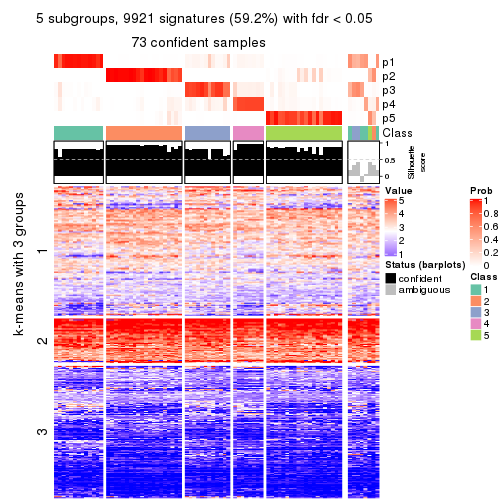 5 subgroups, 9921 signatures (59.2%) with fdr < 0.05
73 confident samples
p1
p2
p3
p4
p5
Class
1
0.5
0
Silhouette
score
k-means with 3 groups
1
2
3
Value
5
4
3
2
1
Status (barplots)
confident
ambiguous
Prob
1
0.8
0.6
0.4
0.2
0
Class
1
2
3
4
5